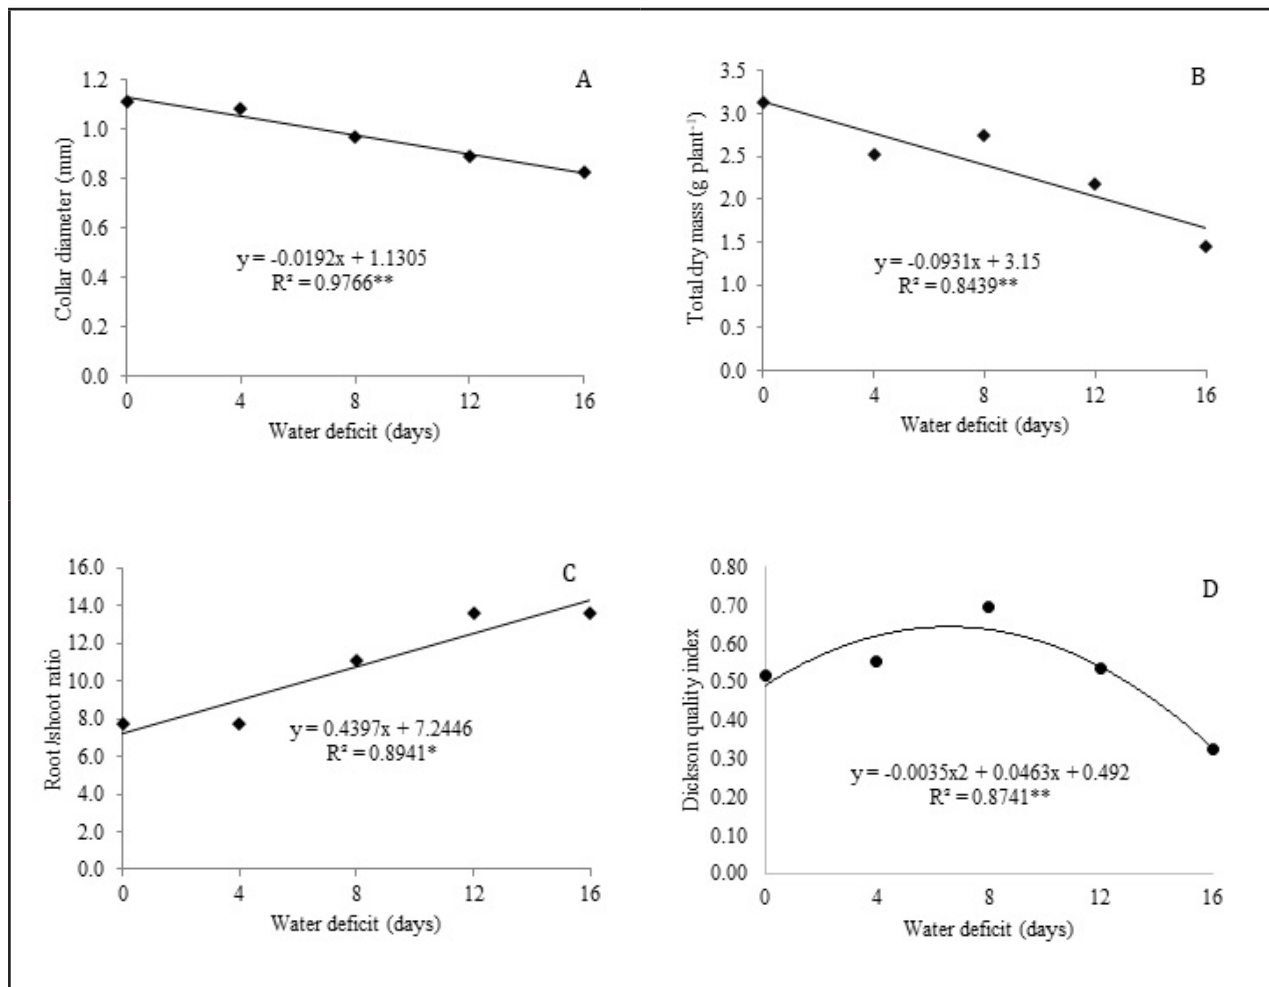 A
1.2
1.0
0.8
0.6
0.4
0.2
0.0
Collar diameter (mm)
y = -0.0192x + 1.1305
R² = 0.9766**
0 4 8 12 16
Water deficit (days)
B
3.5
3.0
2.5
2.0
1.5
1.0
0.5
0.0
Total dry mass (g plant⁻¹)
y = -0.0931x + 3.15
R² = 0.8439**
0 4 8 12 16
Water deficit (days)
C
16.0
14.0
12.0
10.0
8.0
6.0
4.0
2.0
0.0
Root /shoot ratio
y = 0.4397x + 7.2446
R² = 0.8941*
0 4 8 12 16
Water deficit (days)
D
0.80
0.70
0.60
0.50
0.40
0.30
0.20
0.10
0.00
Dickson quality index
y = -0.0035x2 + 0.0463x + 0.492
R² = 0.8741**
0 4 8 12 16
Water deficit (days)